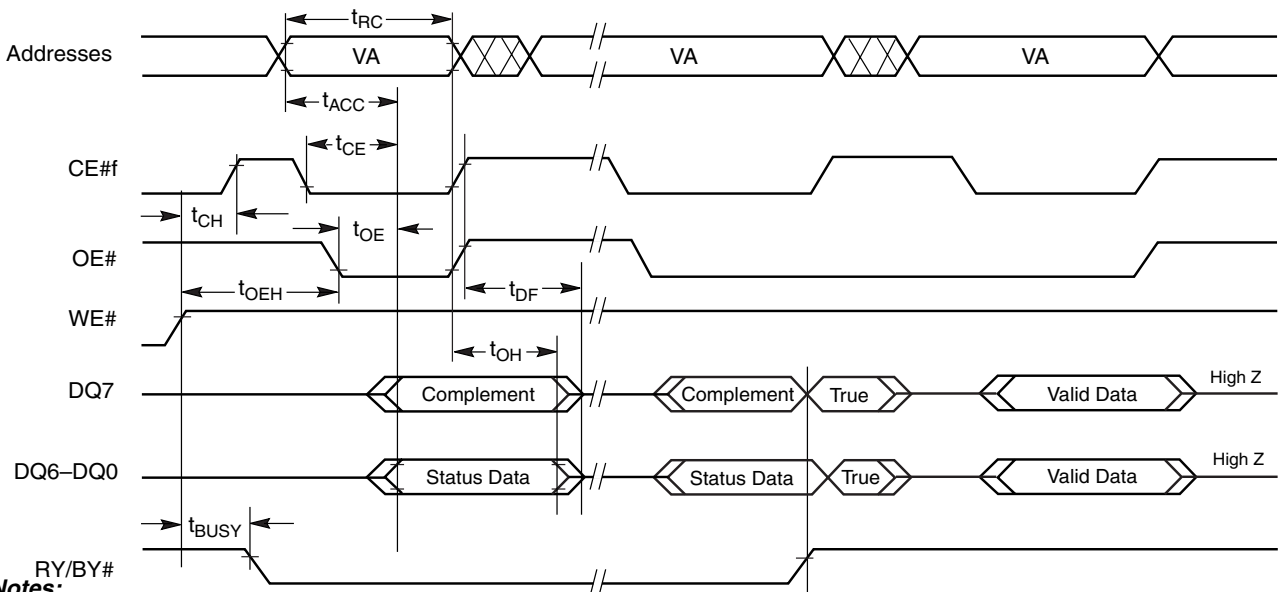 tRC
Addresses VA VA VA
tACC
tCE
CE#f
tCH tOE
OE#
tOEH tDF
WE#
tOH
DQ7 Complement Complement True Valid Data High Z
DQ6–DQ0 Status Data Status Data True Valid Data High Z
tBUSY
RY/BY#
Notes: